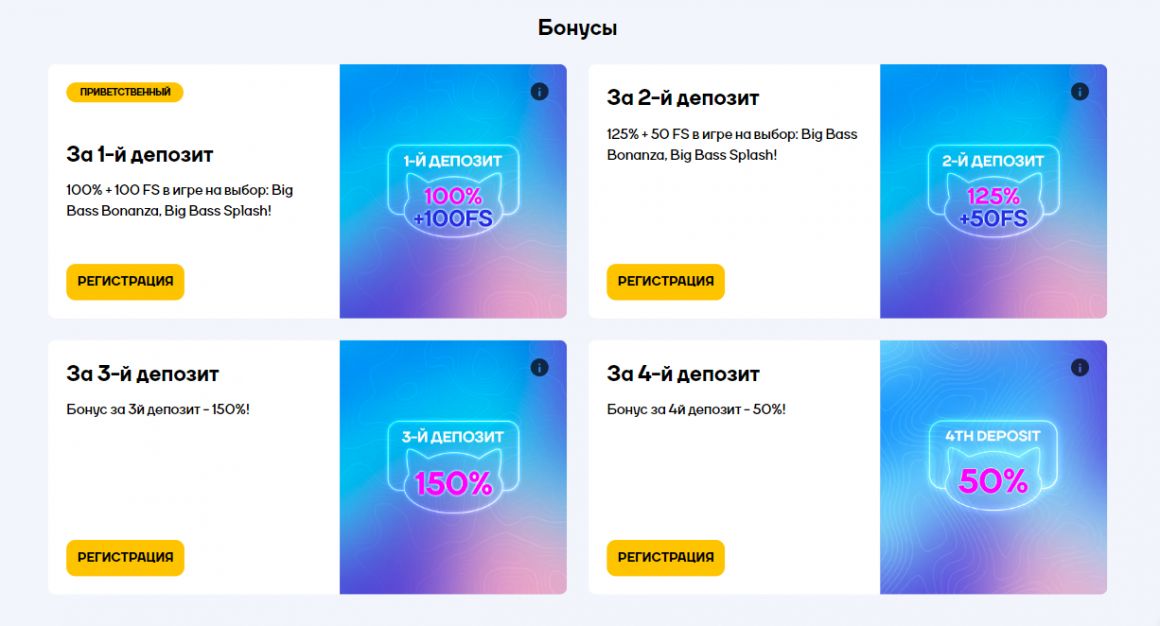 Бонусы
ПРИВЕТСТВЕННЫЙ
За 1-й депозит
100% + 100 FS в игре на выбор: Big
Bass Bonanza, Big Bass Splash!
РЕГИСТРАЦИЯ
1-Й ДЕПОЗИТ
100%
+100FS
За 2-й депозит
125% + 50 FS в игре на выбор: Big Bass
Bonanza, Big Bass Splash!
РЕГИСТРАЦИЯ
2-Й ДЕПОЗИТ
125%
+50FS
За 3-й депозит
Бонус за 3й депозит - 150%!
РЕГИСТРАЦИЯ
3-Й ДЕПОЗИТ
150%
За 4-й депозит
Бонус за 4й депозит - 50%!
РЕГИСТРАЦИЯ
4TH DEPOSIT
50%